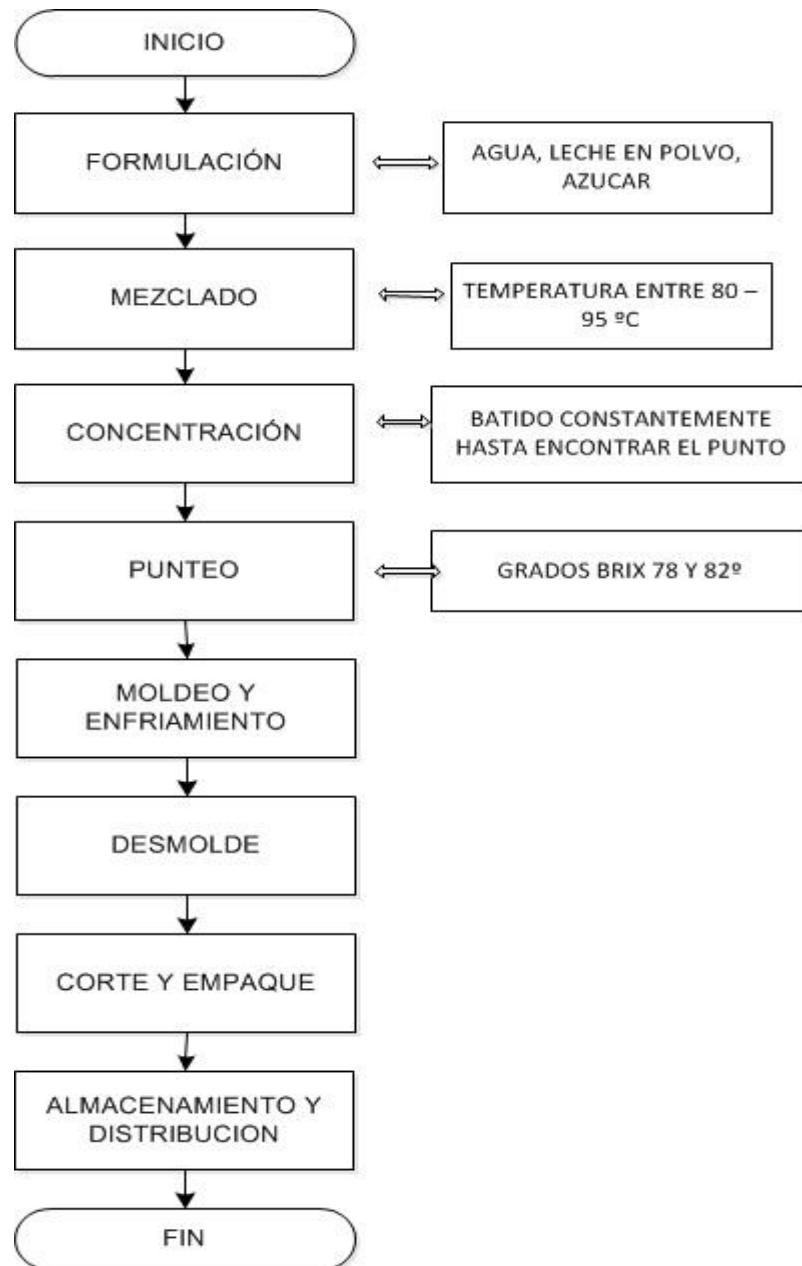 INICIO
FORMULACIÓN
AGUA, LECHE EN POLVO,
AZUCAR
MEZCLADO
TEMPERATURA ENTRE 80 –
95 ºC
CONCENTRACIÓN
BATIDO CONSTANTEMENTE
HASTA ENCONTRAR EL PUNTO
PUNTEO
GRADOS BRIX 78 Y 82º
MOLDEO Y
ENFRIAMIENTO
DESMOLDE
CORTE Y EMPAQUE
ALMACENAMIENTO Y
DISTRIBUCION
FIN